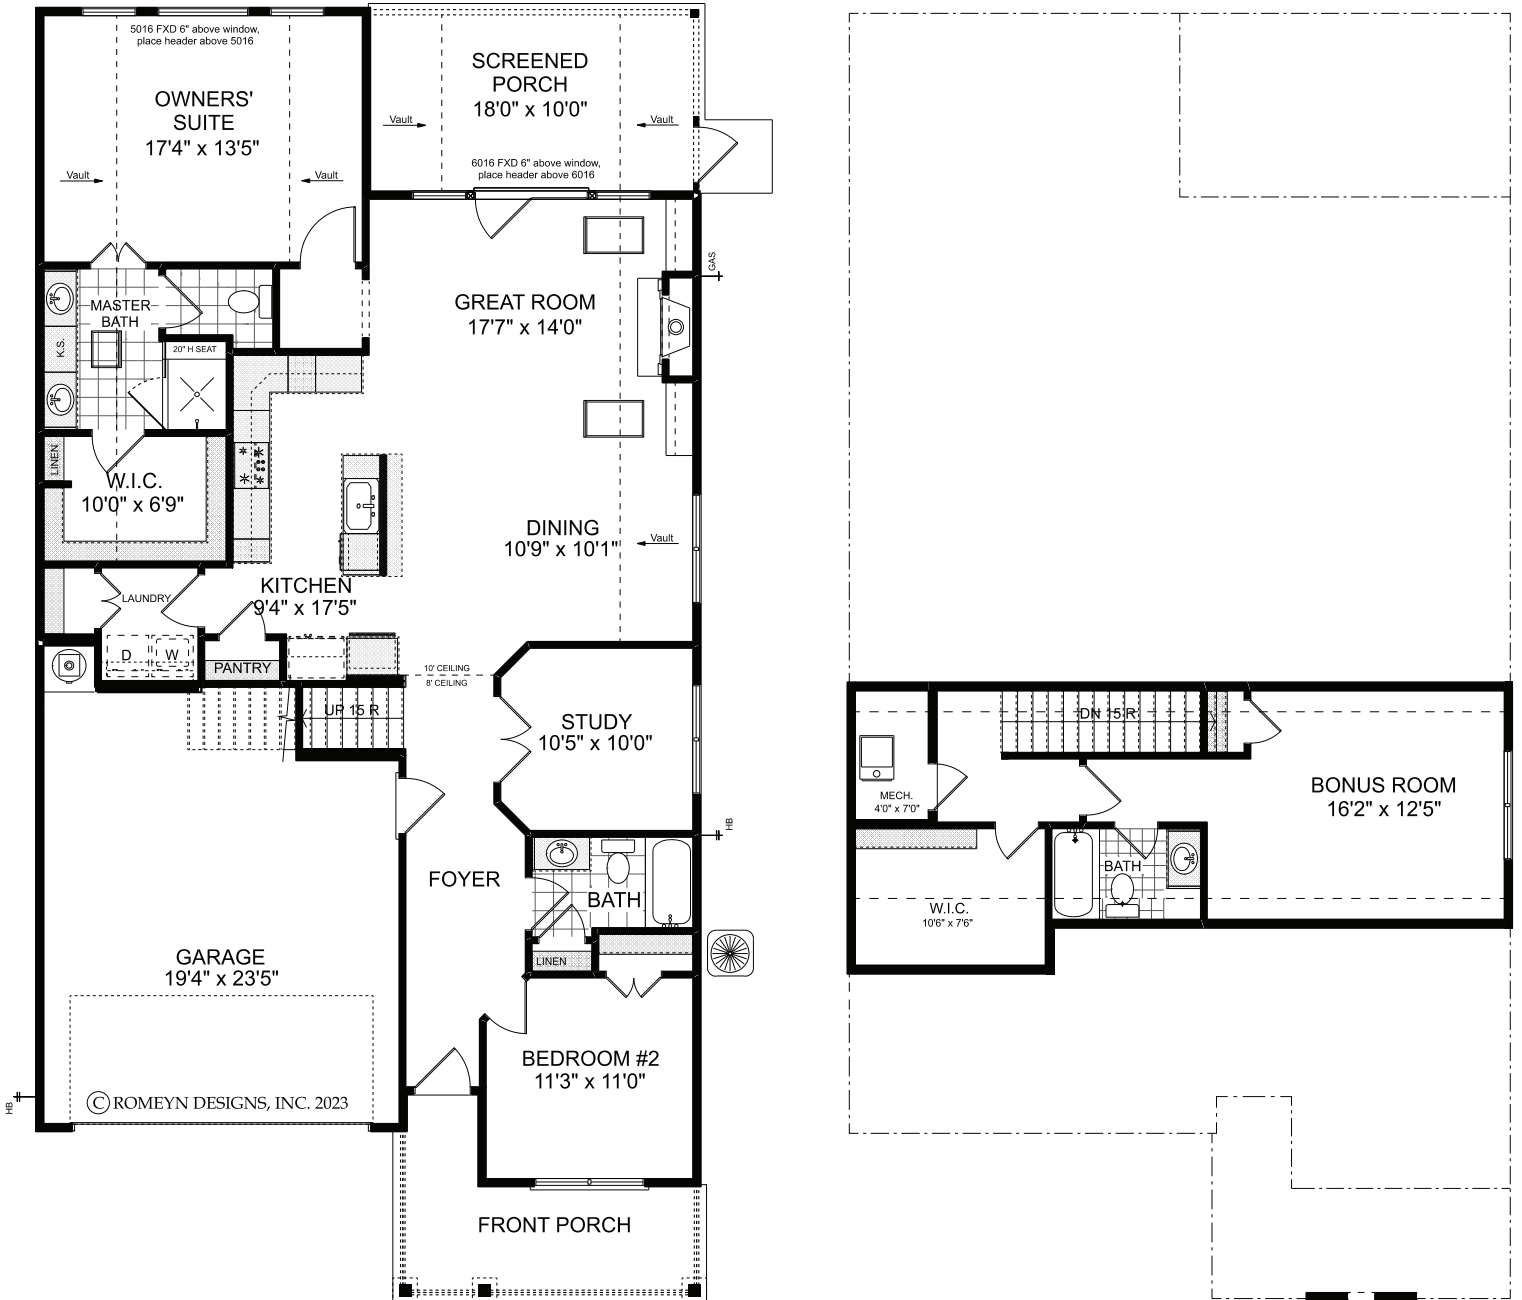 5016 FXD 6" above window,
place header above 5016
OWNERS'
SUITE
17'4" x 13'5"
Vault
Vault
SCREENED
PORCH
18'0" x 10'0"
Vault
Vault
6016 FXD 6" above window,
place header above 6016
GAS
MASTER
BATH
K.S.
20" H SEAT
GREAT ROOM
17'7" x 14'0"
LINEN
W.I.C.
10'0" x 6'9"
DINING
10'9" x 10'1"
Vault
KITCHEN
9'4" x 17'5"
LAUNDRY
D
W
PANTRY
10' CEILING
8' CEILING
UP 15 R
STUDY
10'5" x 10'0"
HB
FOYER
BATH
LINEN
GARAGE
19'4" x 23'5"
BEDROOM #2
11'3" x 11'0"
HB
© ROMEYN DESIGNS, INC. 2023
FRONT PORCH
DN 15 R
MECH.
4'0" x 7'0"
BONUS ROOM
16'2" x 12'5"
BATH
W.I.C.
10'6" x 7'6"